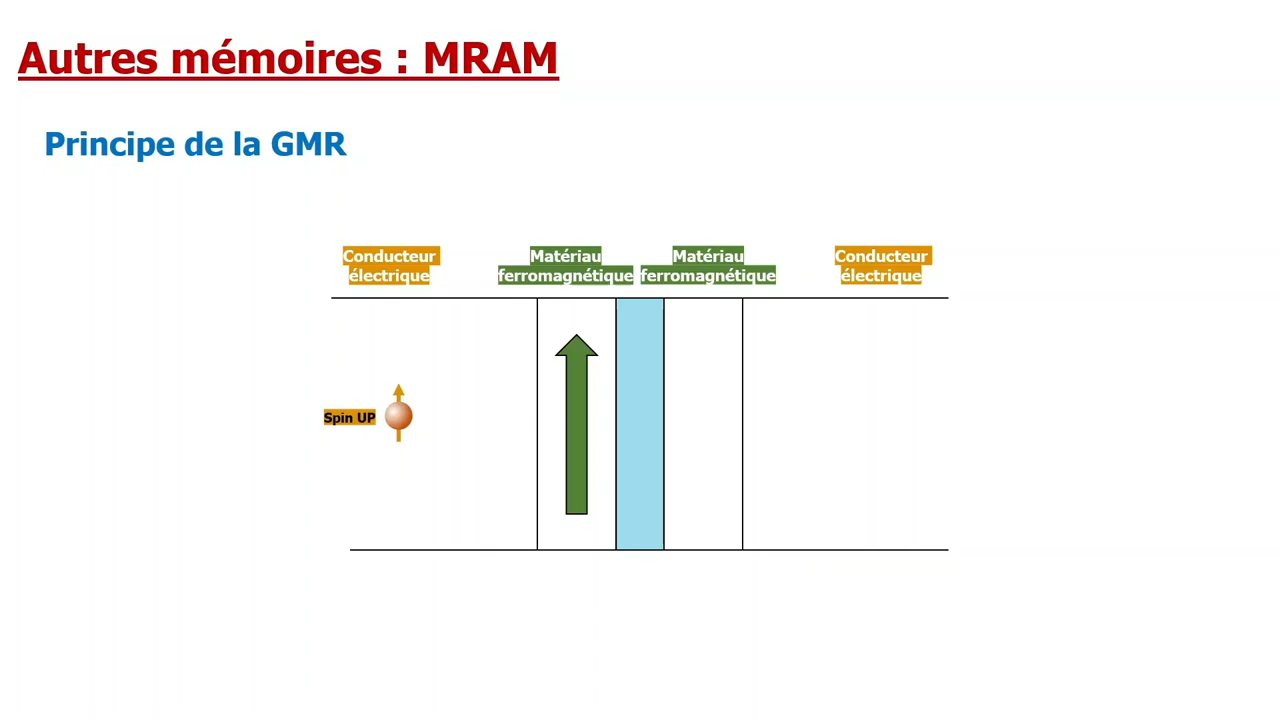 Autres mémoires : MRAM
Principe de la GMR
Conducteur électrique
Matériau ferromagnétique
Matériau ferromagnétique
Conducteur électrique
Spin UP